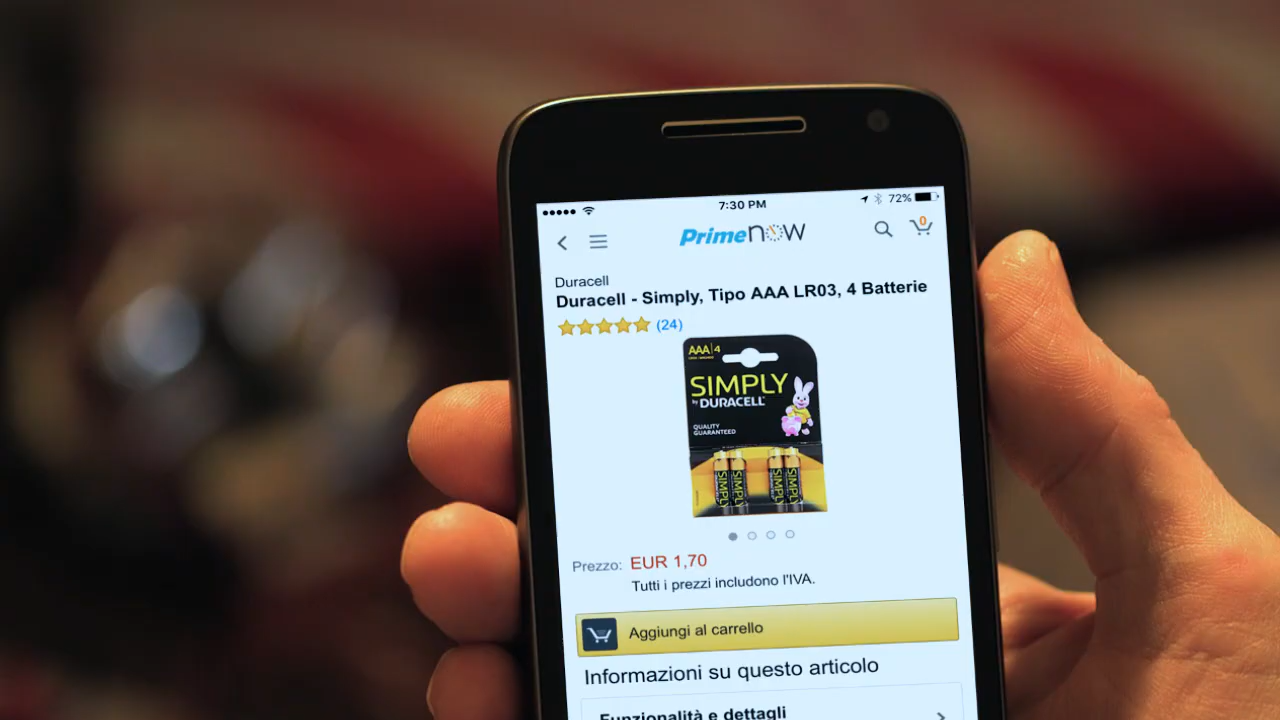 7:30 PM
72%
Prime now
0
Duracell
Duracell - Simply, Tipo AAA LR03, 4 Batterie
(24)
AAA 4
SIMPLY
by DURACELL
QUALITY
GUARANTEED
SIMPLY SIMPLY SIMPLY SIMPLY
Prezzo: EUR 1,70
Tutti i prezzi includono l'IVA.
Aggiungi al carrello
Informazioni su questo articolo
Funzionalità e dettagli